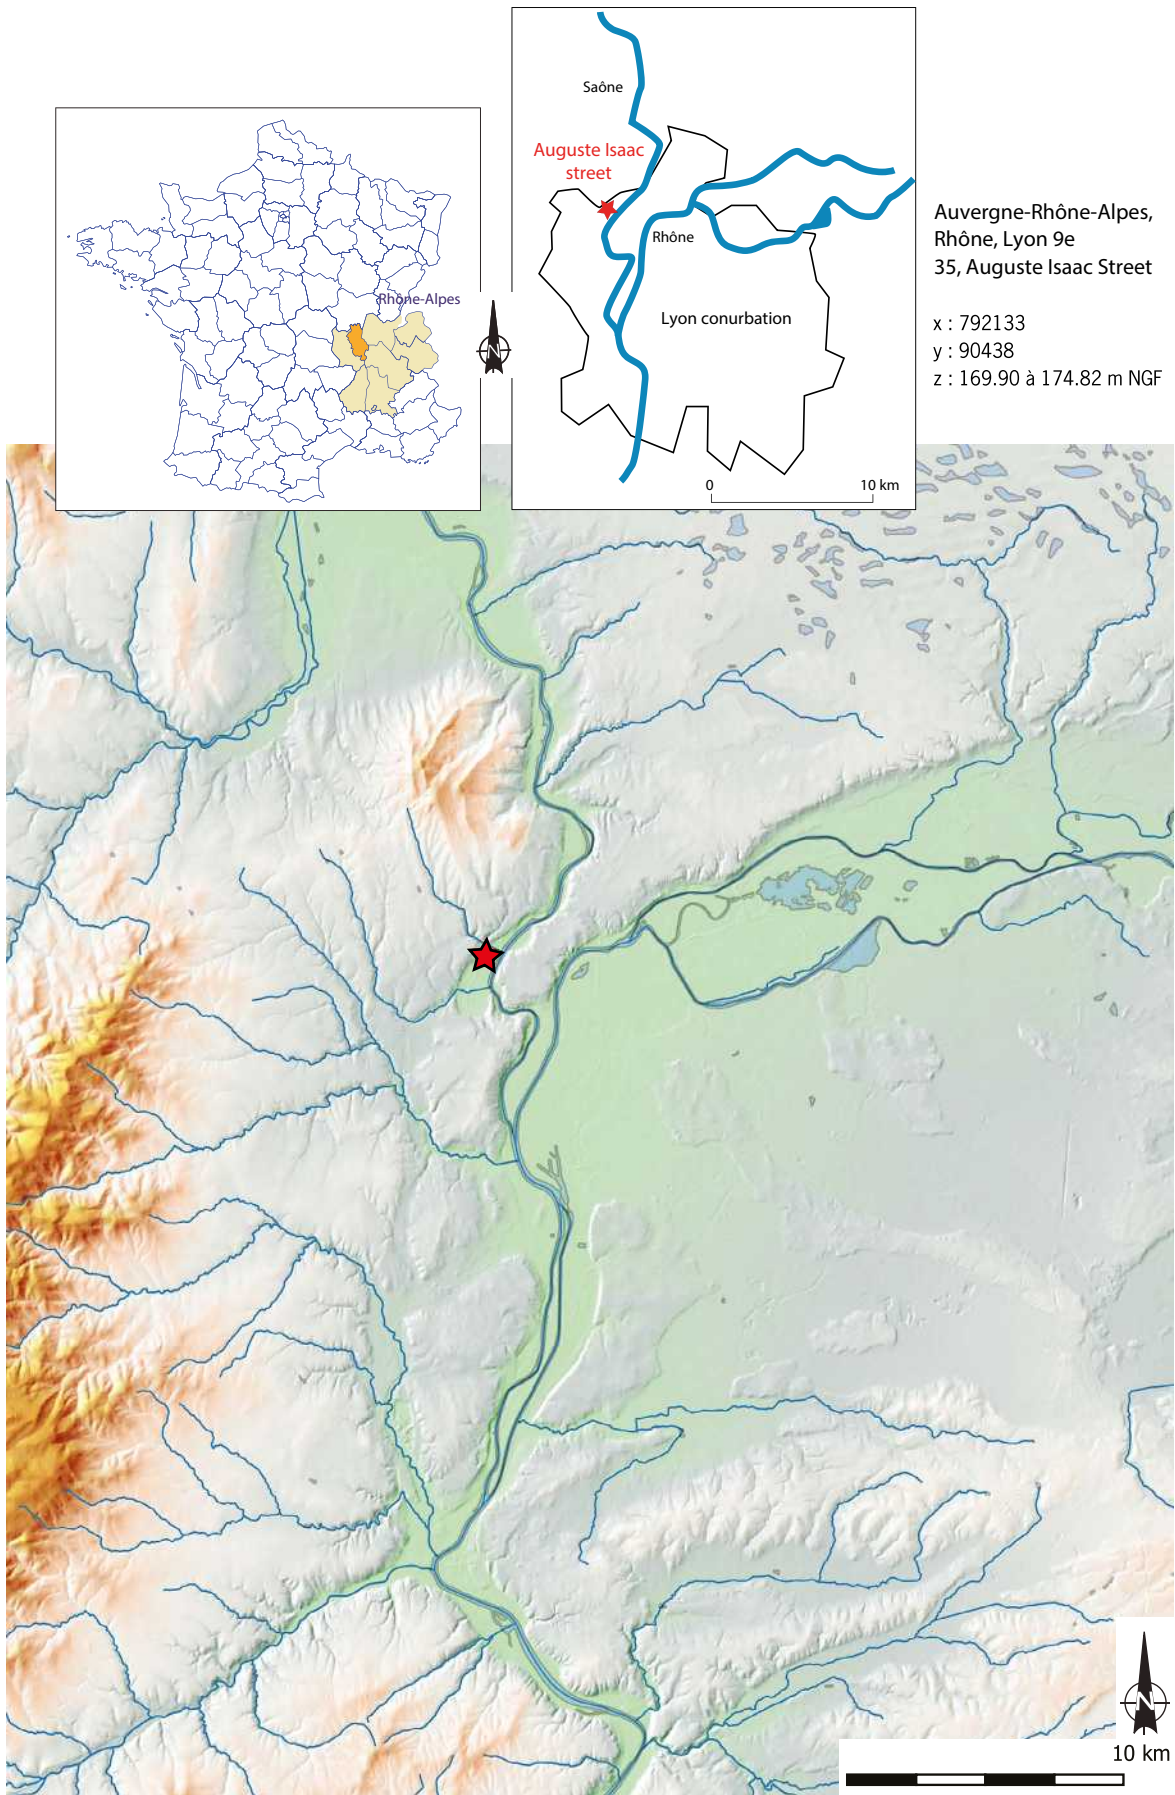 Saône
Auguste Isaac
street
Rhône
Lyon conurbation
0
10 km
Rhône-Alpes
N
Auvergne-Rhône-Alpes,
Rhône, Lyon 9e
35, Auguste Isaac Street
x : 792133
y : 90438
z : 169.90 à 174.82 m NGF
N
10 km